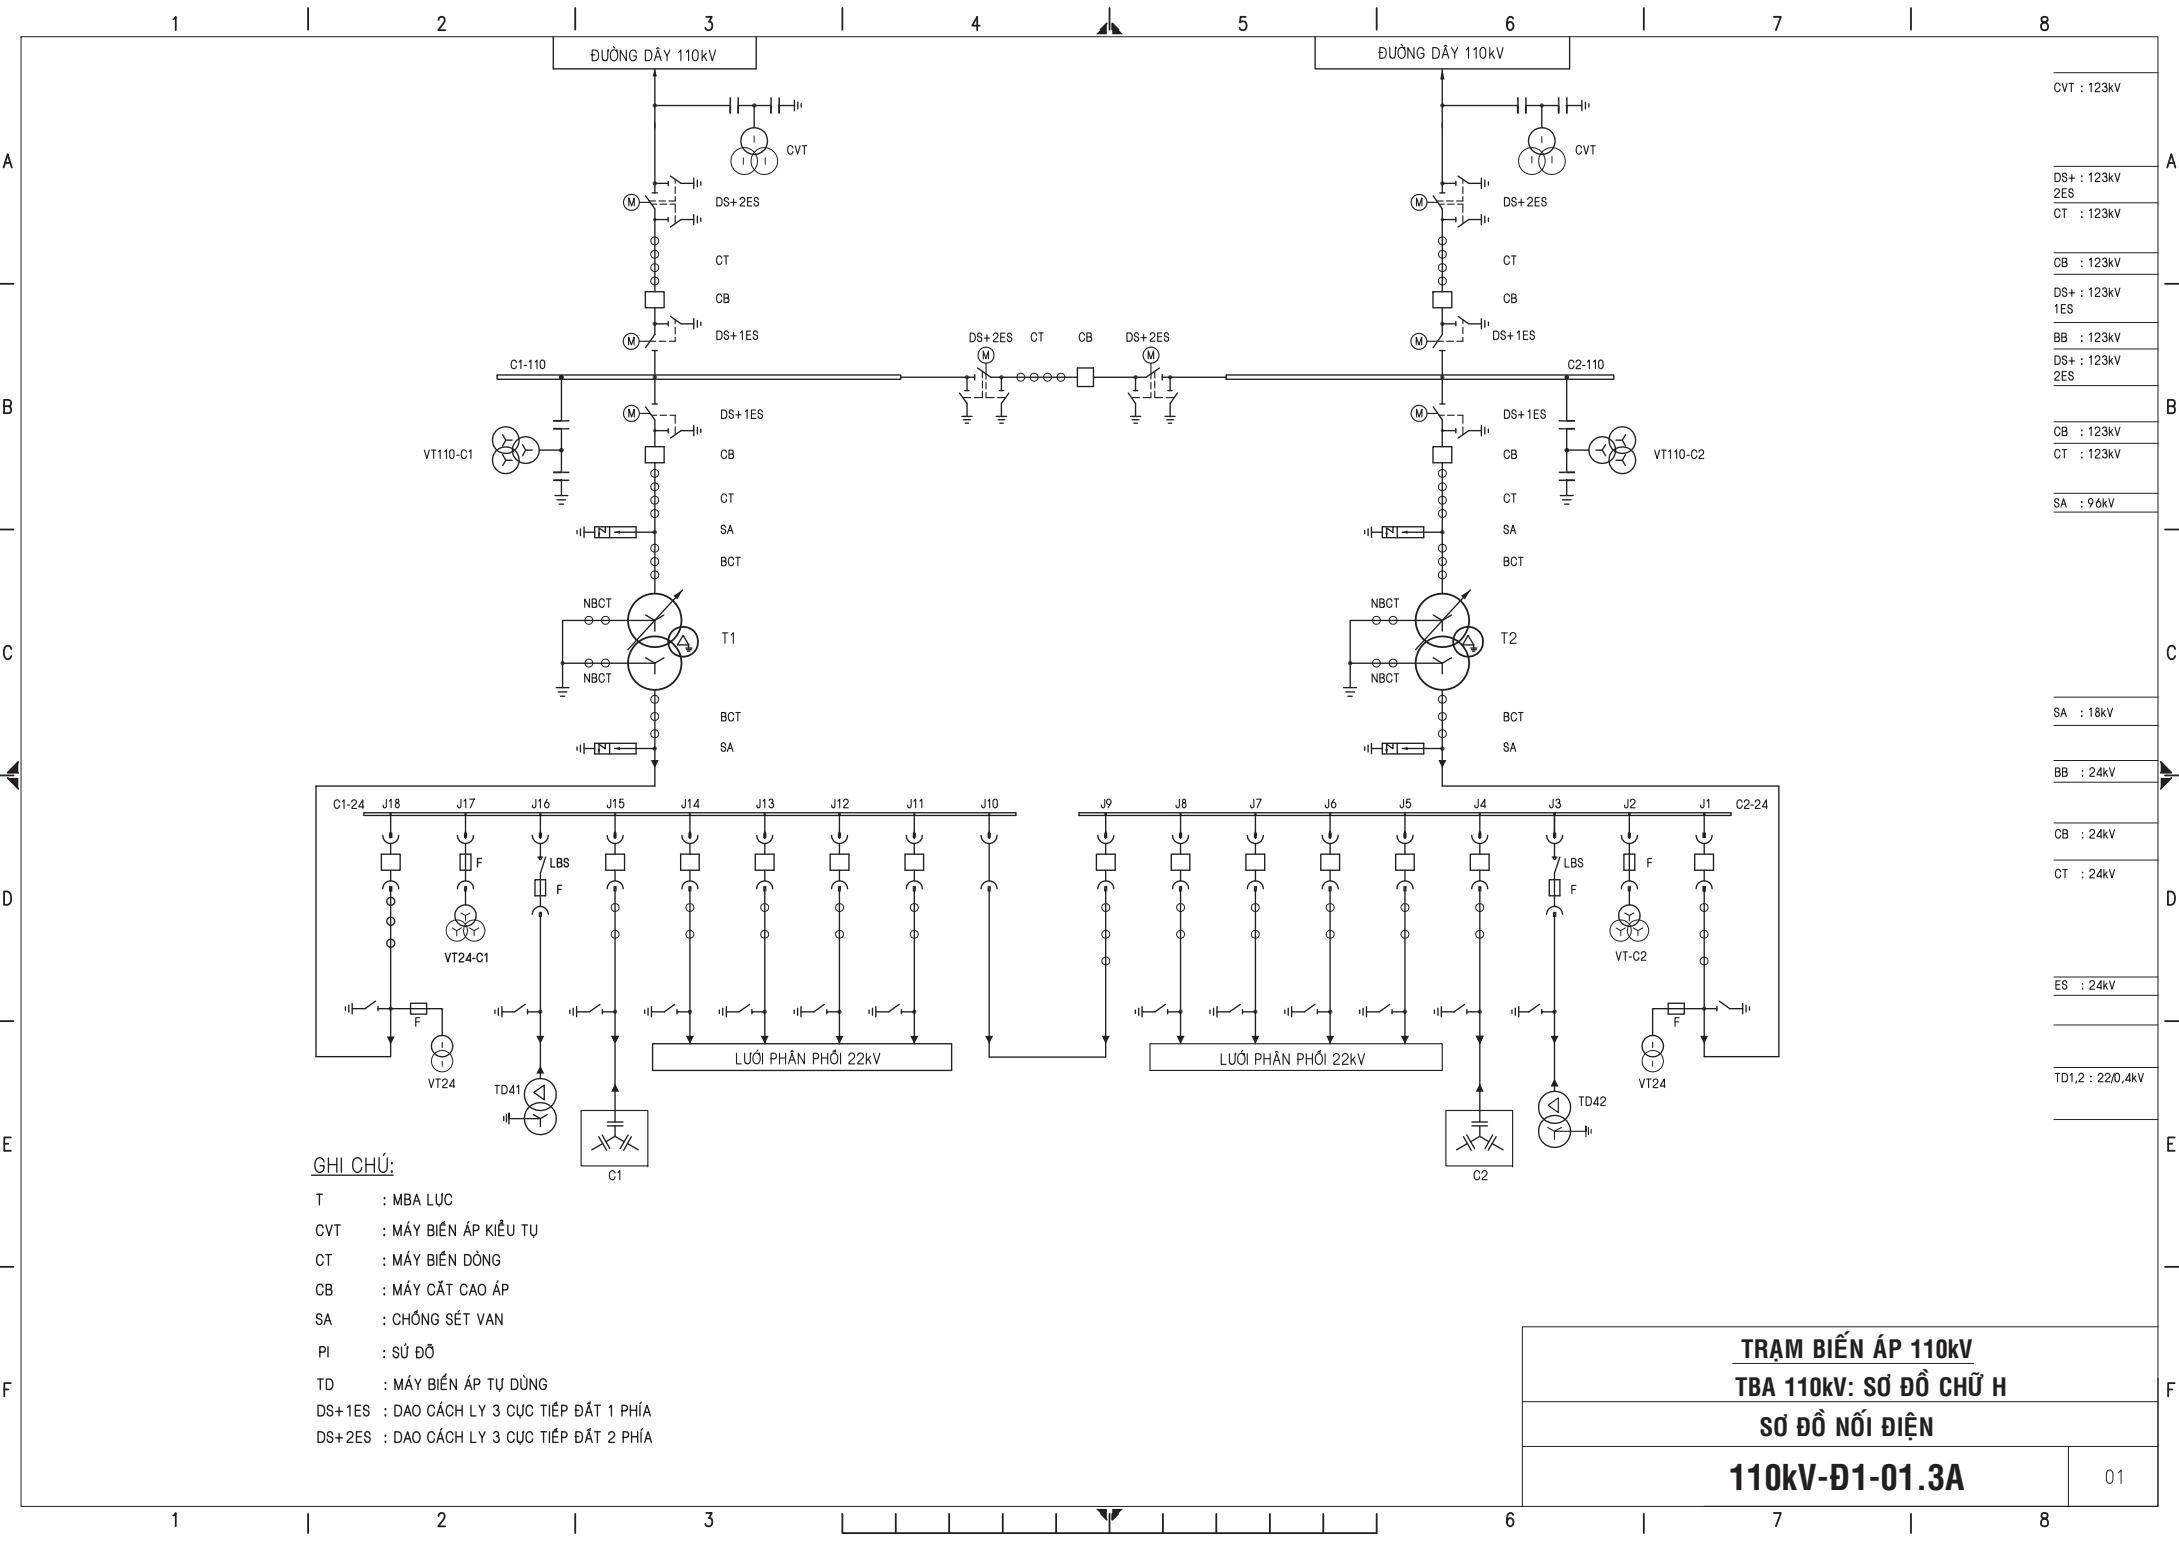 1 2 3 4 5 6 7 8
ĐƯỜNG DÂY 110kV
ĐƯỜNG DÂY 110kV
CVT : 123kV
CVT
CVT
A
A
DS+ : 123kV
2ES
M
DS+2ES
M
DS+2ES
CT : 123kV
CT
CT
CB : 123kV
CB
CB
DS+ : 123kV
1ES
M
DS+1ES
M
DS+1ES
DS+2ES CT CB DS+2ES
M
M
BB : 123kV
C1-110
C2-110
DS+ : 123kV
2ES
B
B
M
DS+1ES
M
DS+1ES
CB : 123kV
VT110-C1
CB
CB
VT110-C2
CT : 123kV
CT
CT
SA : 96kV
SA
SA
BCT
BCT
NBCT
NBCT
T1
T2
C
C
NBCT
NBCT
BCT
BCT
SA : 18kV
SA
SA
BB : 24kV
C1-24 J18 J17 J16 J15 J14 J13 J12 J11 J10 J9 J8 J7 J6 J5 J4 J3 J2 J1 C2-24
CB : 24kV
F
LBS
LBS
F
CT : 24kV
F
F
D
D
VT24-C1
VT-C2
ES : 24kV
F
F
LƯỚI PHÂN PHỐI 22kV
LƯỚI PHÂN PHỐI 22kV
VT24
VT24
TD1,2 : 22/0,4kV
TD41
TD42
E
E
C1
C2
GHI CHÚ:
T : MBA LỰC
CVT : MÁY BIẾN ÁP KIỂU TỤ
CT : MÁY BIẾN DÒNG
CB : MÁY CẮT CAO ÁP
SA : CHỐNG SÉT VAN
PI : SỨ ĐỠ
TD : MÁY BIẾN ÁP TỰ DÙNG
DS+1ES : DAO CÁCH LY 3 CỰC TIẾP ĐẤT 1 PHÍA
DS+2ES : DAO CÁCH LY 3 CỰC TIẾP ĐẤT 2 PHÍA
F
F
TRẠM BIẾN ÁP 110kV
TBA 110kV: SƠ ĐỒ CHỮ H
SƠ ĐỒ NỐI ĐIỆN
110kV-Đ1-01.3A
01
1 2 3 6 7 8